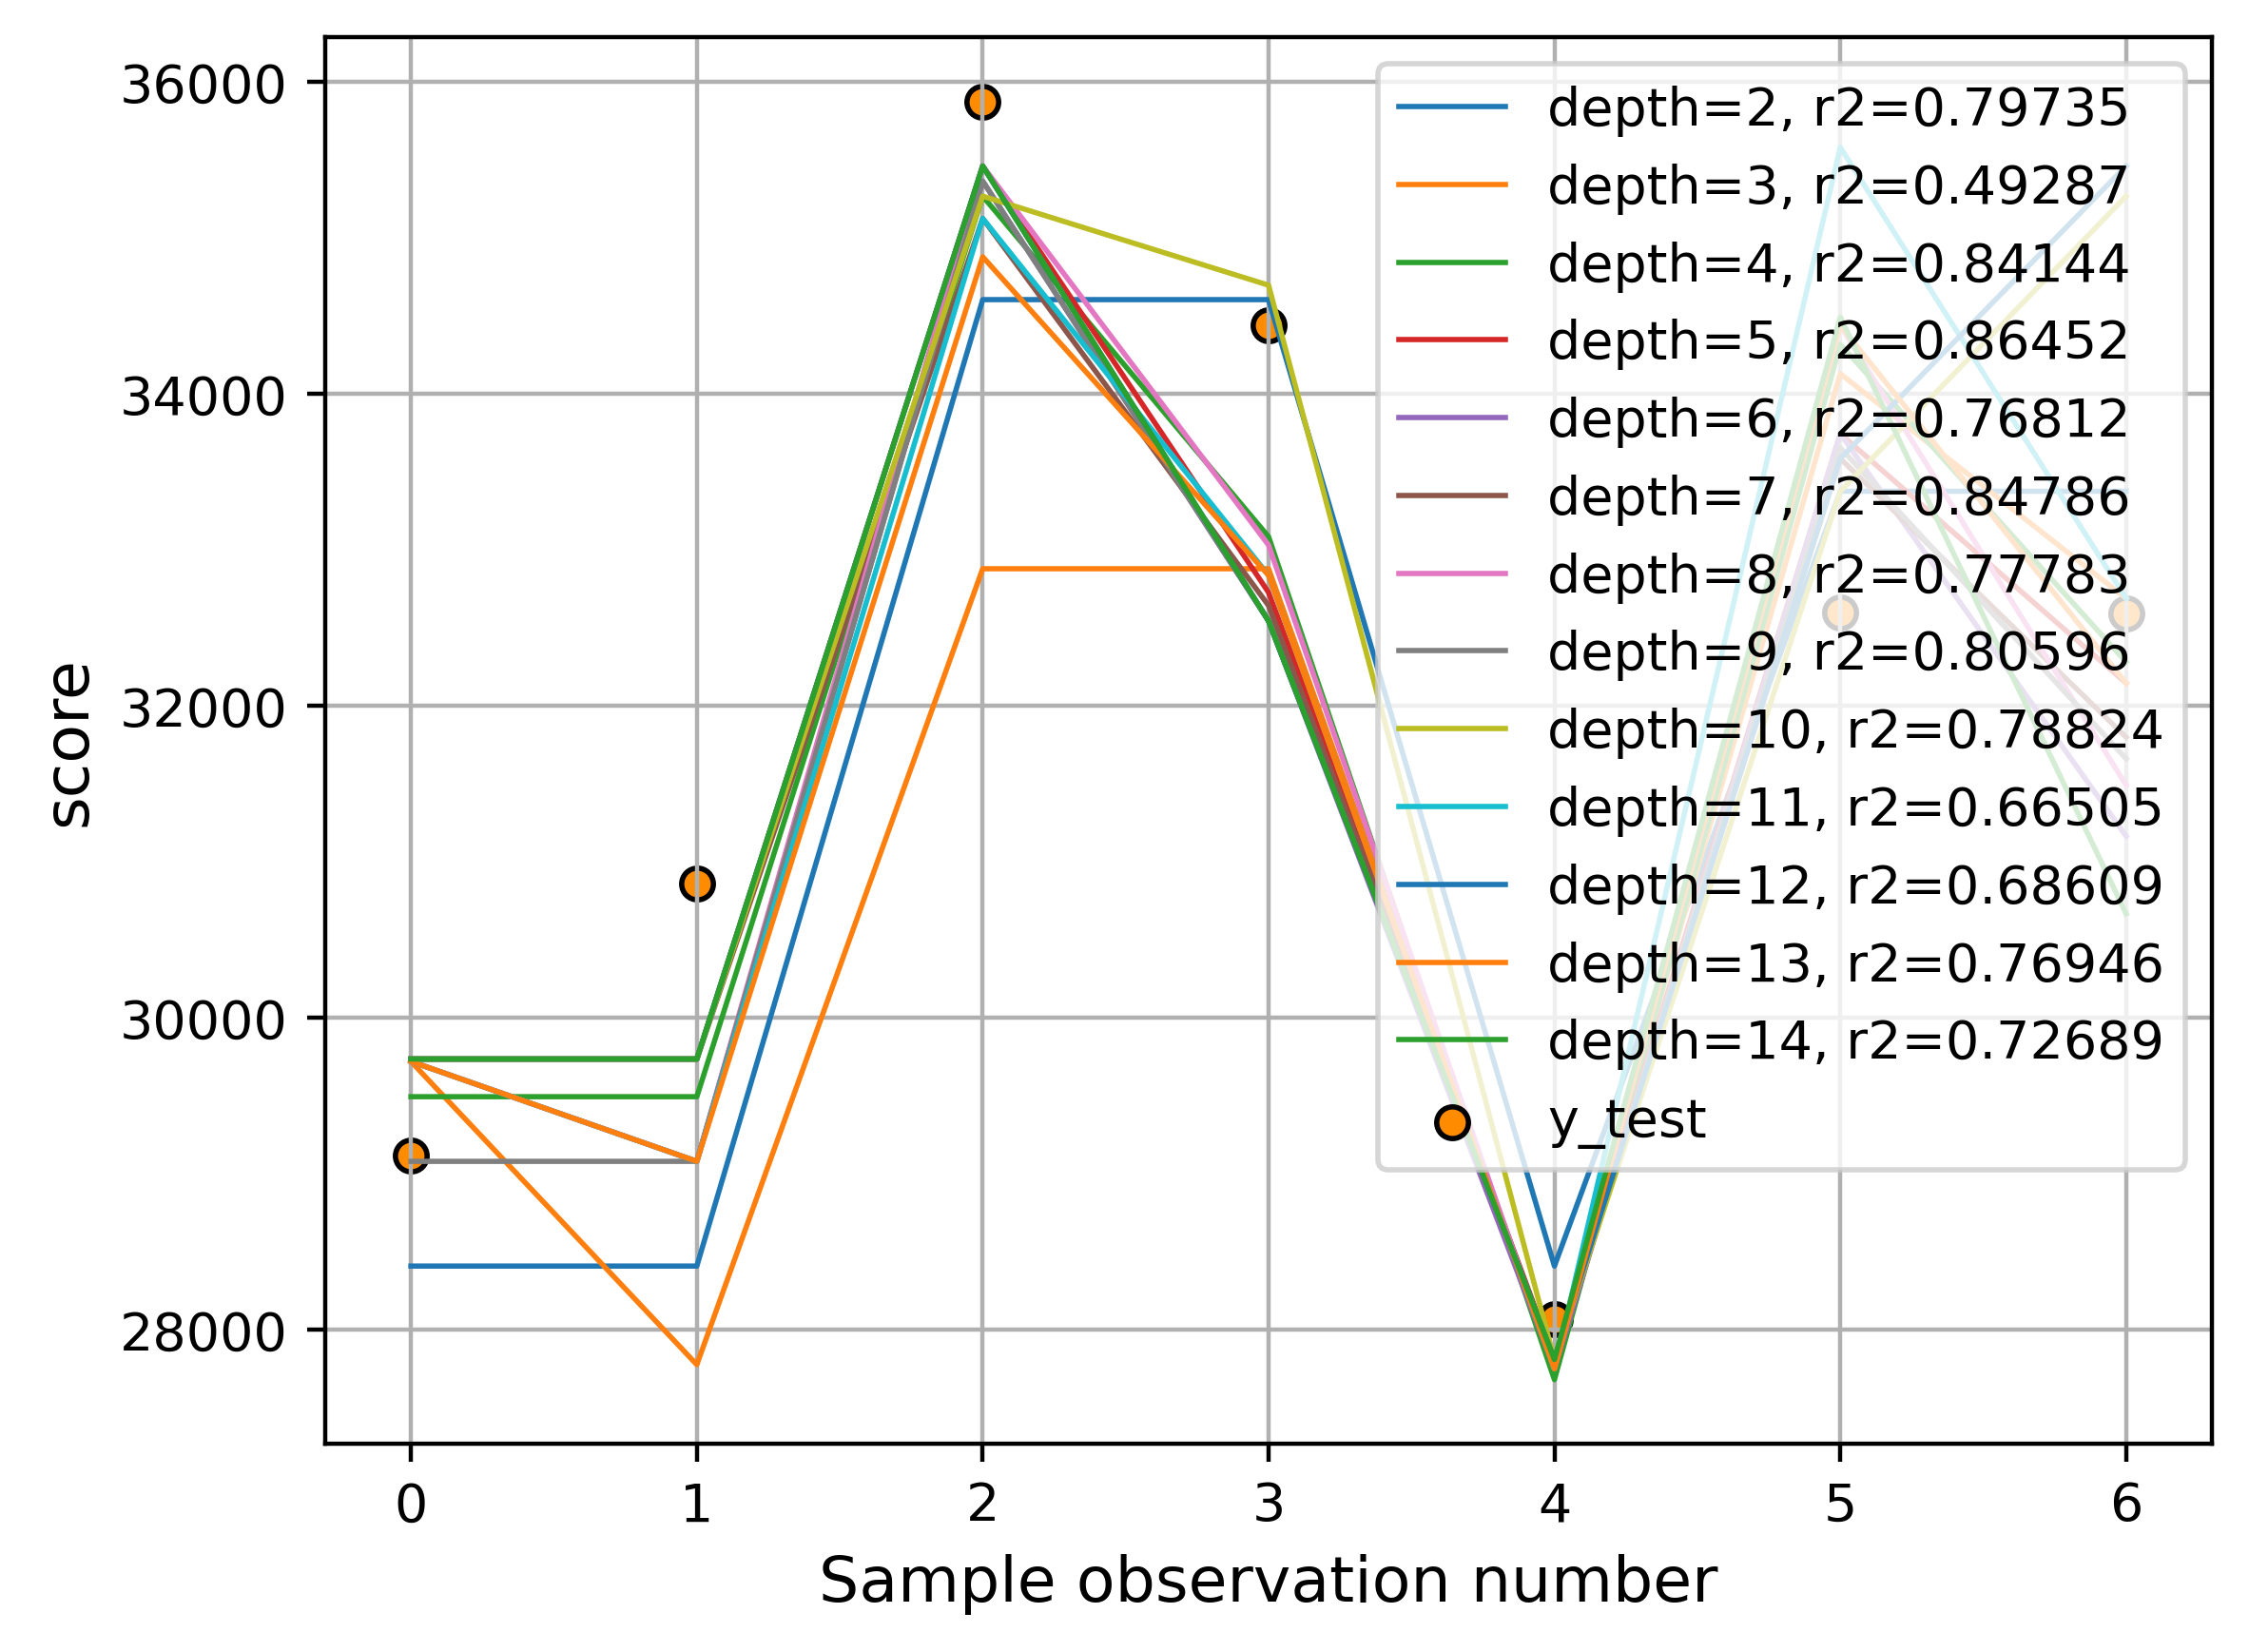 36000
34000
32000
30000
28000
score
0 1 2 3 4 5 6
Sample observation number
depth=2, r2=0.79735
depth=3, r2=0.49287
depth=4, r2=0.84144
depth=5, r2=0.86452
depth=6, r2=0.76812
depth=7, r2=0.84786
depth=8, r2=0.77783
depth=9, r2=0.80596
depth=10, r2=0.78824
depth=11, r2=0.66505
depth=12, r2=0.68609
depth=13, r2=0.76946
depth=14, r2=0.72689
y_test